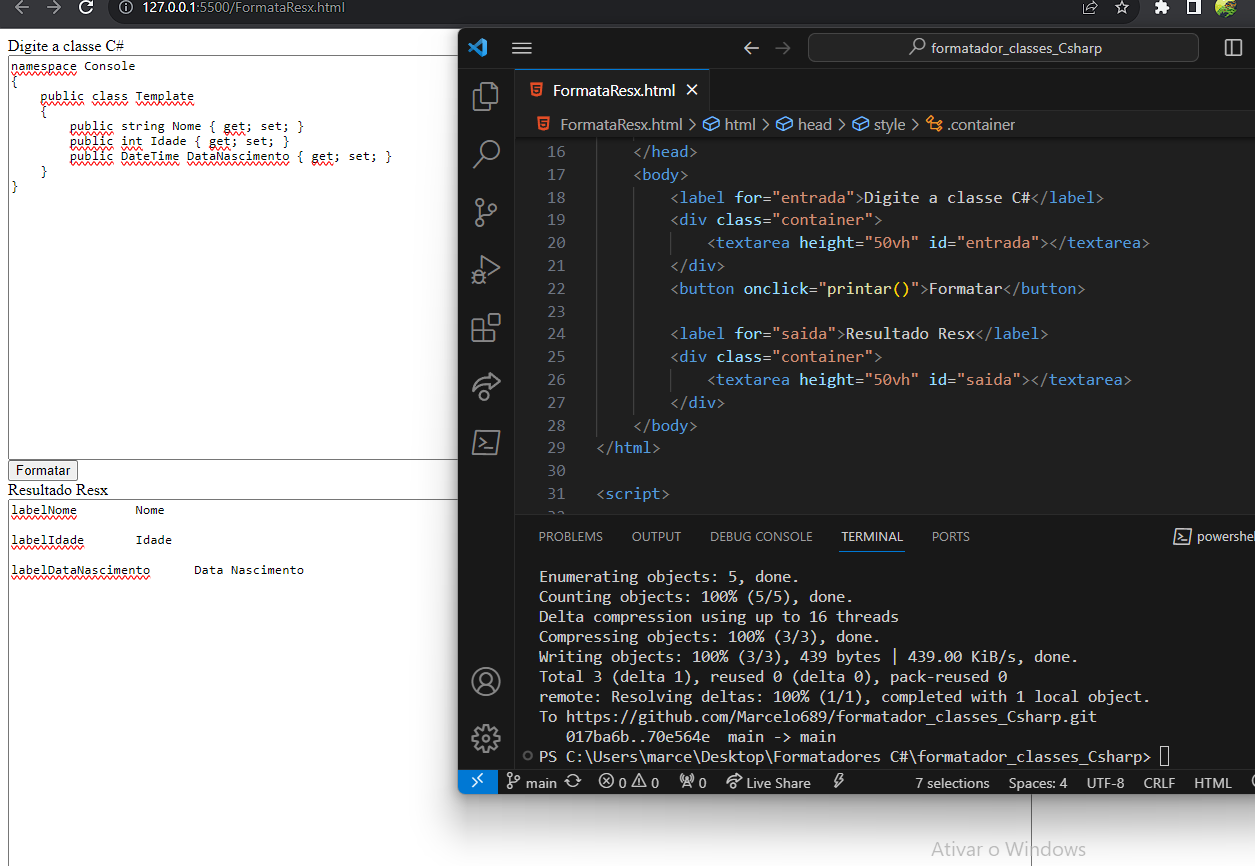 127.0.0.1:5500/FormataResx.html
Digite a classe C#
namespace Console
{
    public class Template
    {
        public string Nome { get; set; }
        public int Idade { get; set; }
        public DateTime DataNascimento { get; set; }
    }
}
Formatar
Resultado Resx
labelNome        Nome
labelIdade       Idade
labelDataNascimento      Data Nascimento
formatador_classes_Csharp
FormataResx.html
FormataResx.html > html > head > style > .container
16     </head>
17     <body>
18         <label for="entrada">Digite a classe C#</label>
19         <div class="container">
20             <textarea height="50vh" id="entrada"></textarea>
21         </div>
22         <button onclick="printar()">Formatar</button>
23
24         <label for="saida">Resultado Resx</label>
25         <div class="container">
26             <textarea height="50vh" id="saida"></textarea>
27         </div>
28     </body>
29 </html>
30
31 <script>
PROBLEMS OUTPUT DEBUG CONSOLE TERMINAL PORTS
Enumerating objects: 5, done.
Counting objects: 100% (5/5), done.
Delta compression using up to 16 threads
Compressing objects: 100% (3/3), done.
Writing objects: 100% (3/3), 439 bytes | 439.00 KiB/s, done.
Total 3 (delta 1), reused 0 (delta 0), pack-reused 0
remote: Resolving deltas: 100% (1/1), completed with 1 local object.
To https://github.com/Marcelo689/formatador_classes_Csharp.git
   017ba6b..70e564e  main -> main
PS C:\Users\marce\Desktop\Formatadores C#\formatador_classes_Csharp>
main 0 0 0 Live Share 7 selections Spaces: 4 UTF-8 CRLF HTML
Ativar o Windows